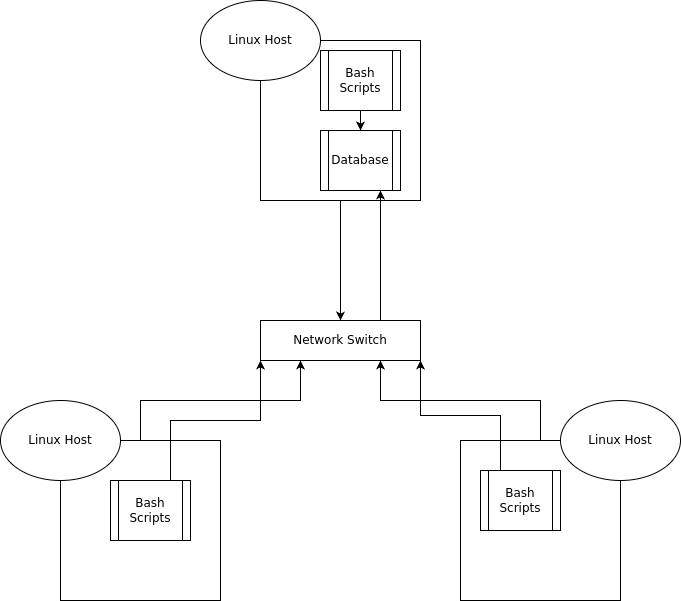 Linux Host
Bash
Scripts
Database
Network Switch
Linux Host
Bash
Scripts
Linux Host
Bash
Scripts